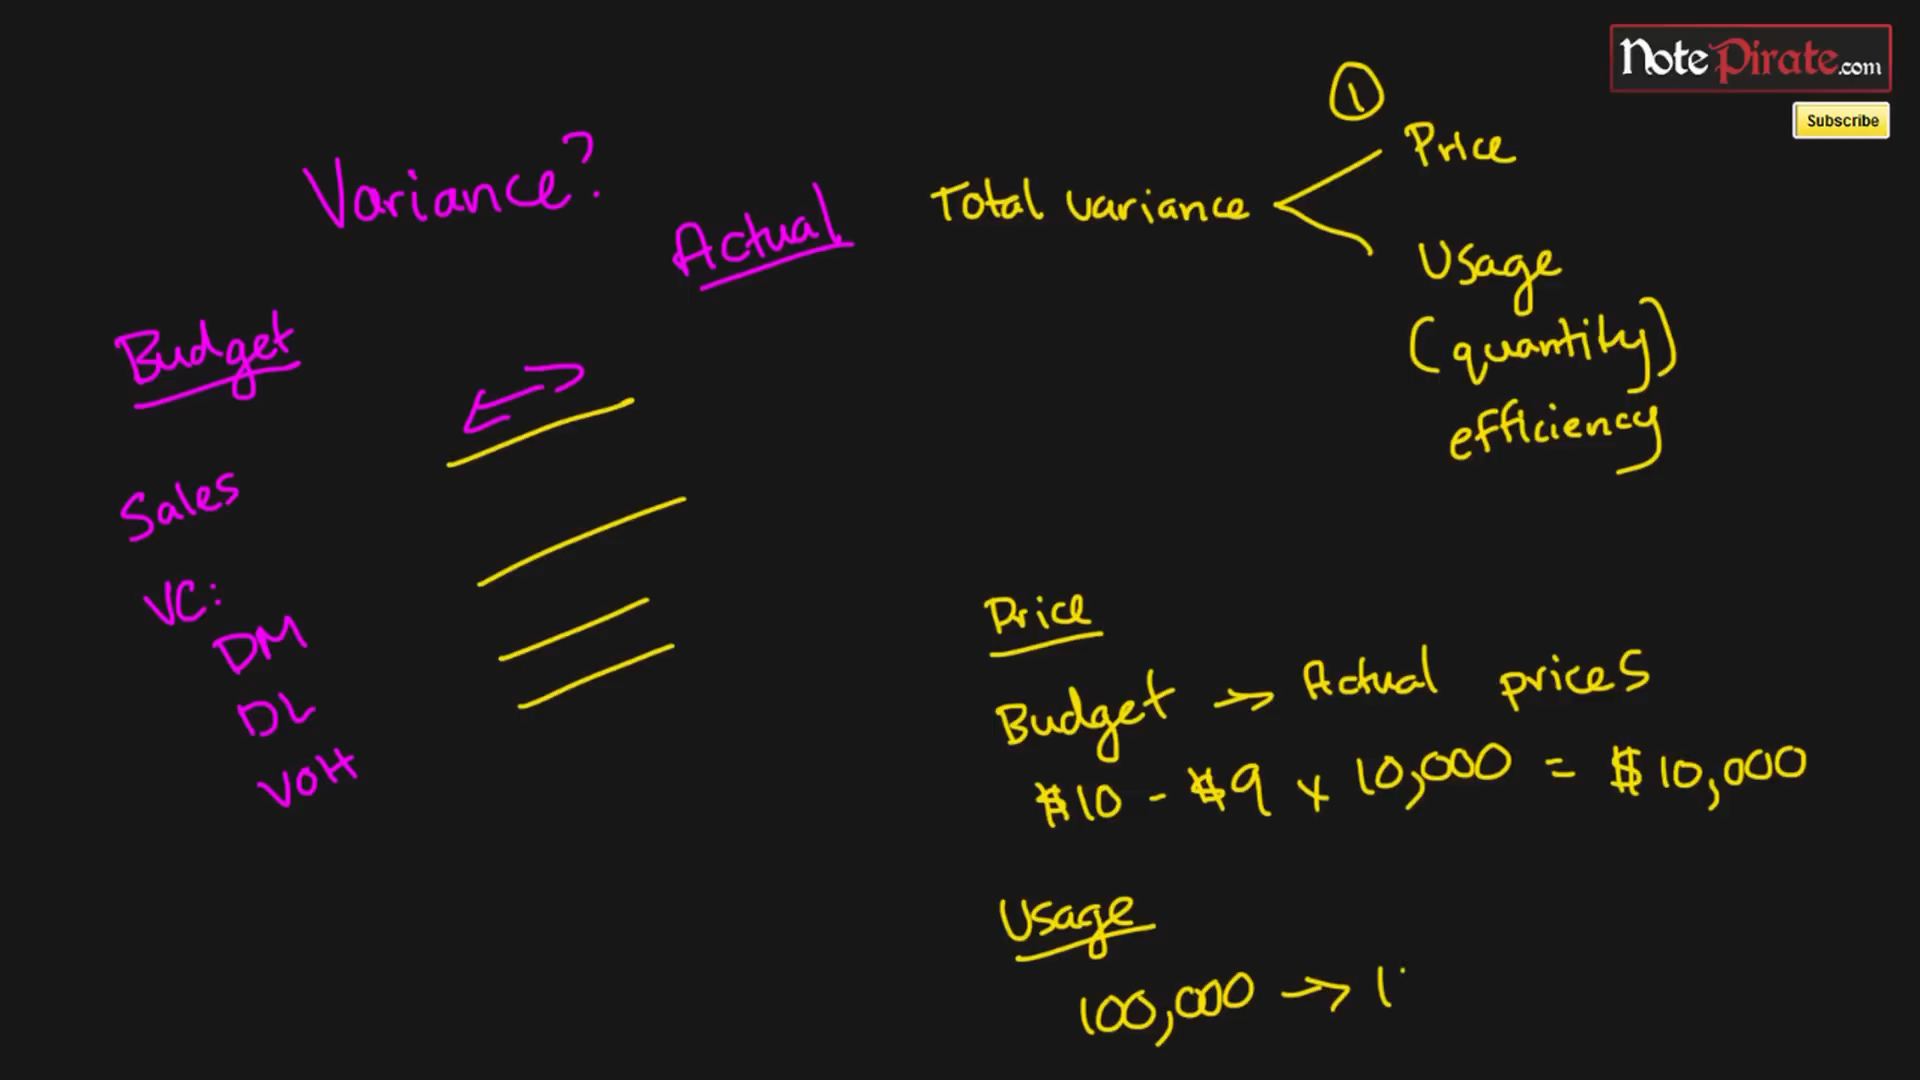 NotePirate.com
Subscribe
Variance?
Actual
Budget
Sales
VC:
DM
DL
VOH
1
Total variance
Price
Usage
(quantity)
efficiency
Price
Budget → Actual prices
$10 - $9 x 10,000 = $10,000
Usage
100,000 → 1